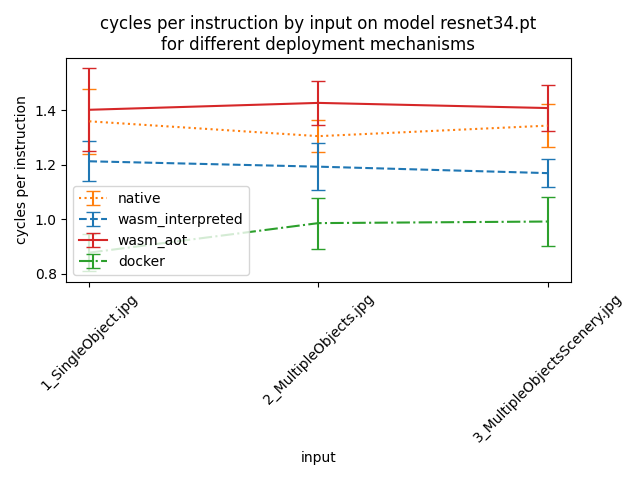 cycles per instruction by input on model resnet34.pt
for different deployment mechanisms
cycles per instruction
1.4
1.2
1.0
0.8
native
wasm_interpreted
wasm_aot
docker
1_SingleObject.jpg
2_MultipleObjects.jpg
3_MultipleObjectsScenery.jpg
input